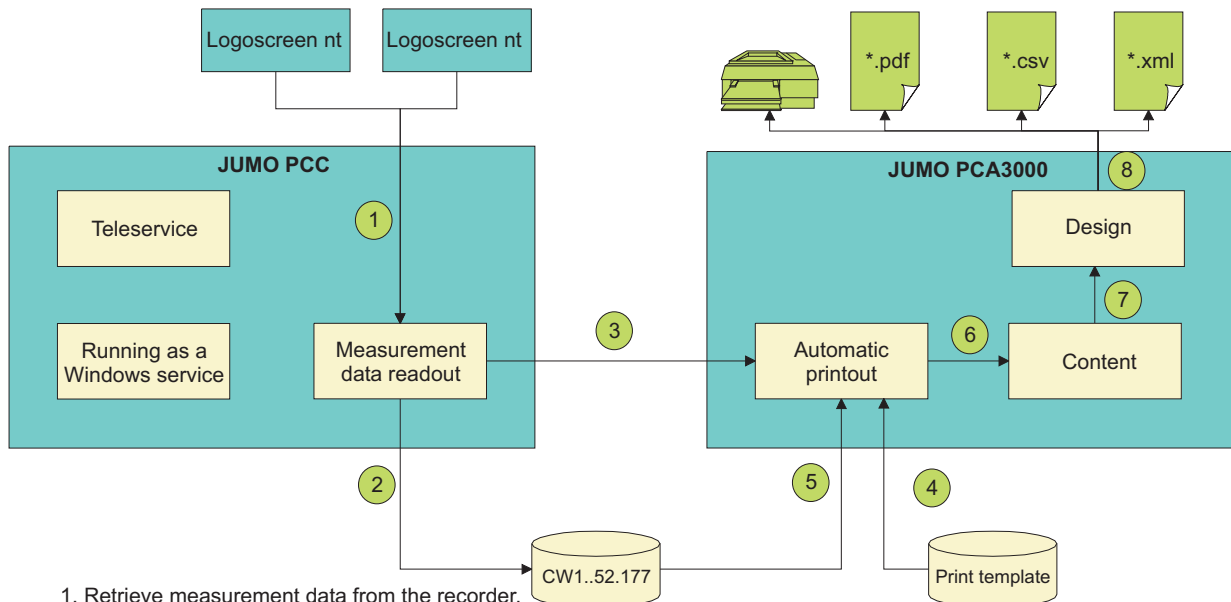 Logoscreen nt
Logoscreen nt
*.pdf
*.csv
*.xml
JUMO PCC
JUMO PCA3000
8
Teleservice
1
Design
7
Running as a
Windows service
Measurement
data readout
3
Automatic
printout
6
Content
2
5
4
CW1..52.177
Print template
1. Retrieve measurement data from the recorder.